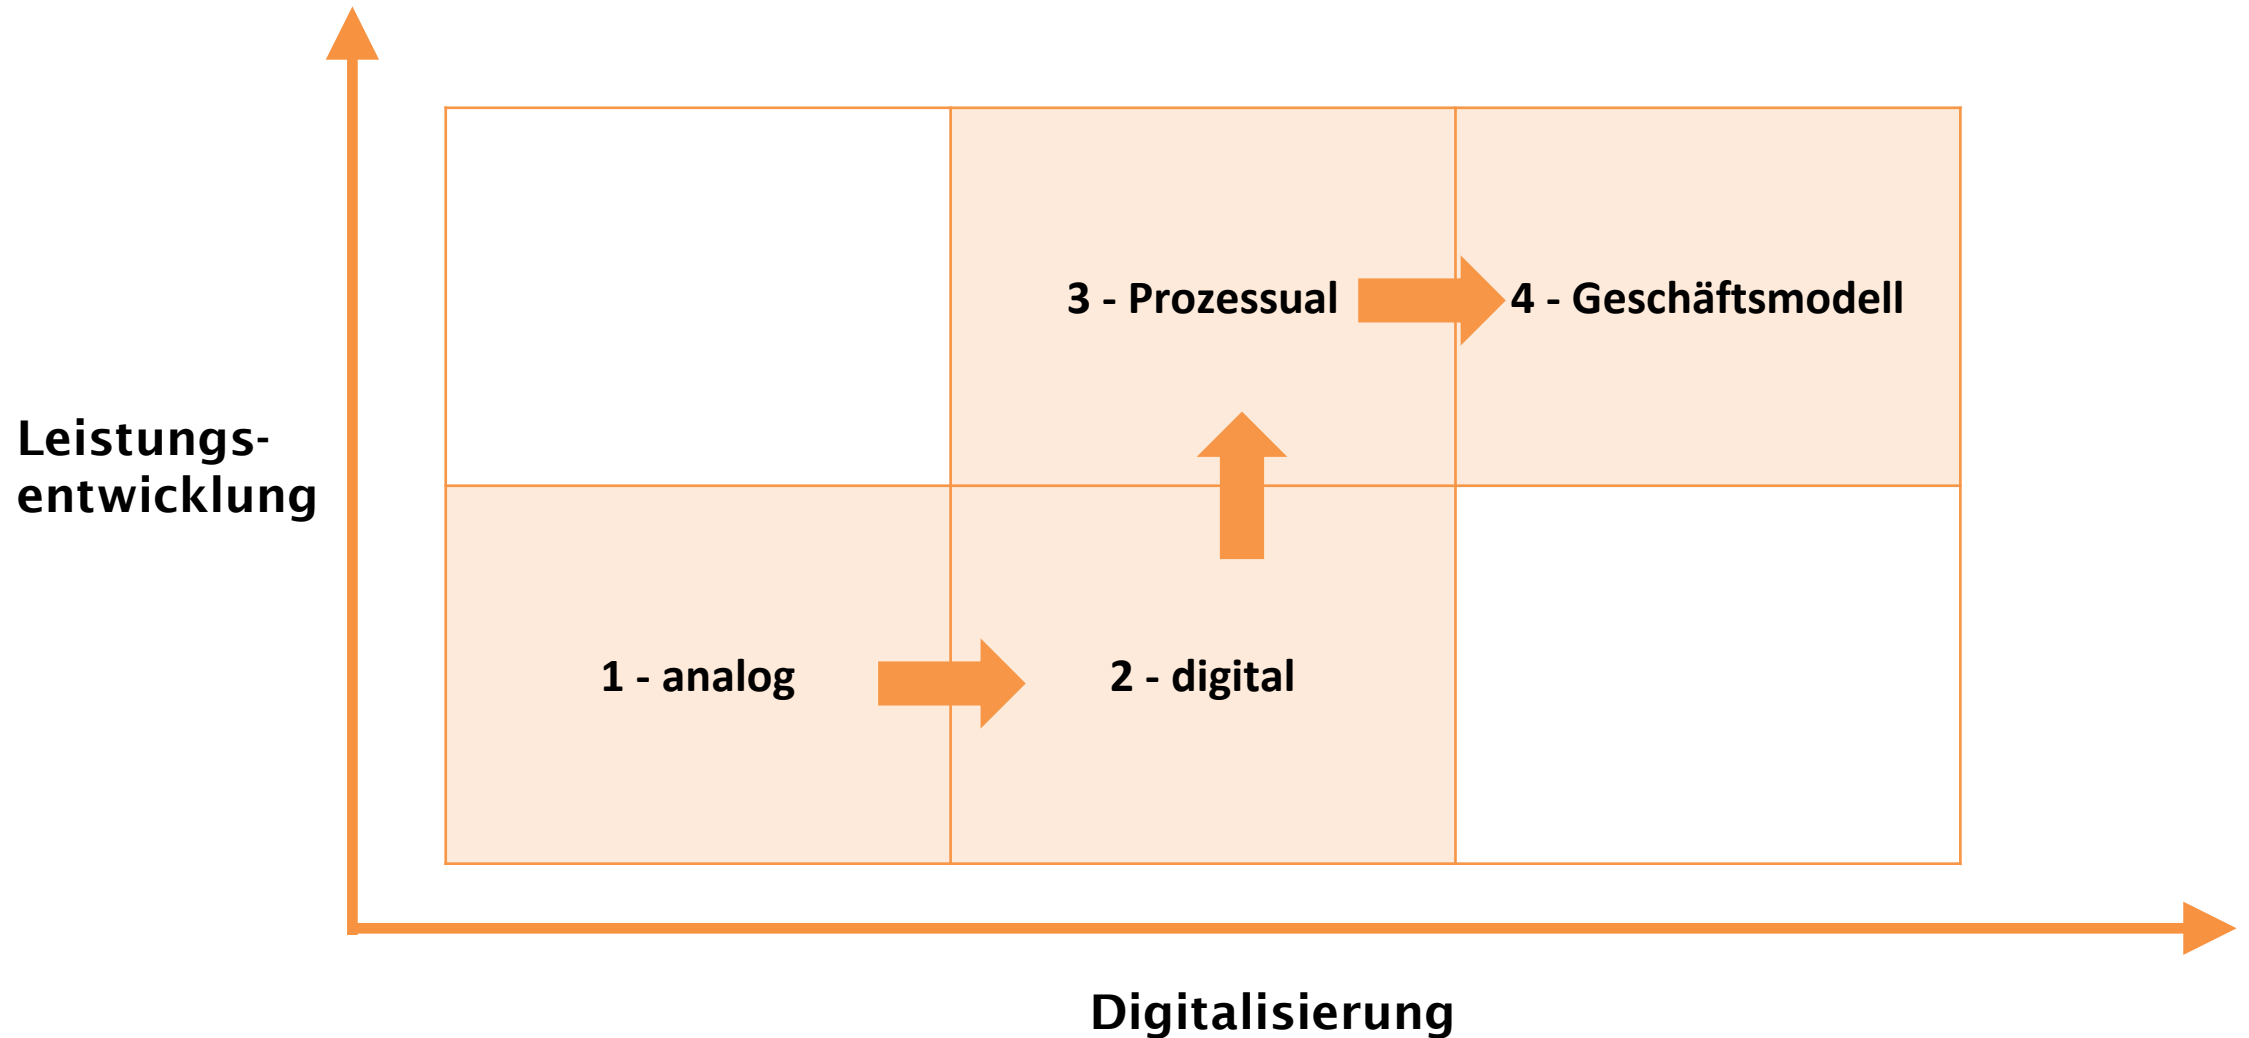 3 - Prozessual
4 - Geschäftsmodell
Leistungs-
entwicklung
1 - analog
2 - digital
Digitalisierung